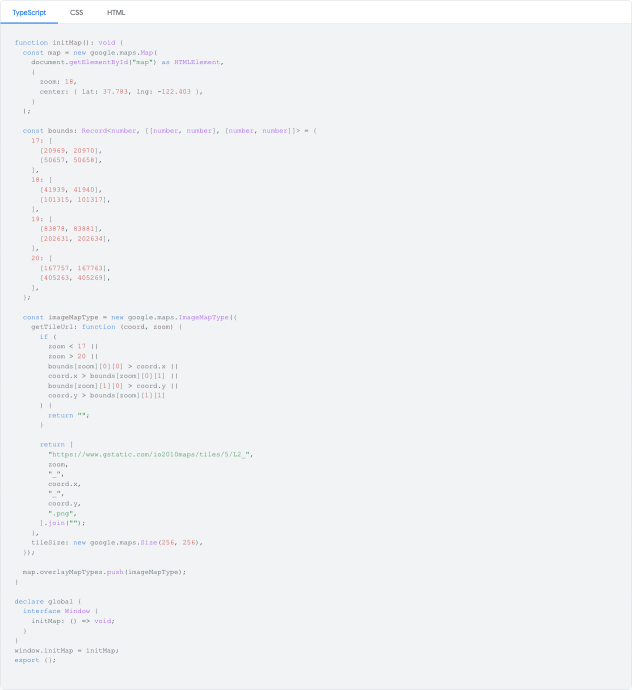 TypeScript CSS HTML
function initMap(): void {
const map = new google.maps.Map(
document.getElementById("map") as HTMLElement,
{
zoom: 18,
center: { lat: 37.783, lng: -122.403 },
}
);
const bounds: Record<number, [[number, number], [number, number]]> = {
17: [
[20969, 20970],
[50657, 50658],
],
18: [
[41939, 41940],
[101315, 101317],
],
19: [
[83878, 83881],
[202631, 202634],
],
20: [
[167757, 167763],
[405263, 405269],
],
};
const imageMapType = new google.maps.ImageMapType({
getTileUrl: function (coord, zoom) {
if (
zoom < 17 ||
zoom > 20 ||
bounds[zoom][0][0] > coord.x ||
coord.x > bounds[zoom][0][1] ||
bounds[zoom][1][0] > coord.y ||
coord.y > bounds[zoom][1][1]
) {
return "";
}
return [
"https://www.gstatic.com/io2010maps/tiles/5/L2_",
zoom,
"_",
coord.x,
"_",
coord.y,
".png",
].join("");
},
tileSize: new google.maps.Size(256, 256),
});
map.overlayMapTypes.push(imageMapType);
}
declare global {
interface Window {
initMap: () => void;
}
}
window.initMap = initMap;
export {};